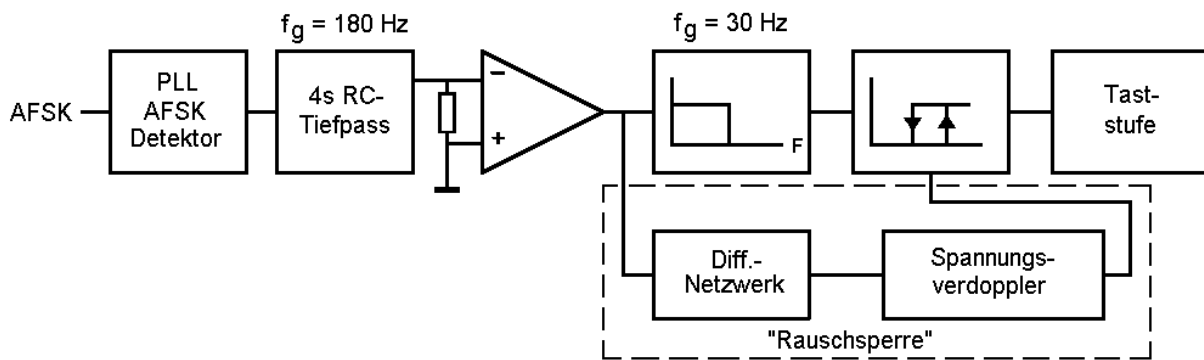 f_g = 180 Hz
f_g = 30 Hz
AFSK
PLL
AFSK
Detektor
4s RC-
Tiefpass
−
+
F
Tast-
stufe
Diff.-
Netzwerk
Spannungs-
verdoppler
"Rauschsperre"